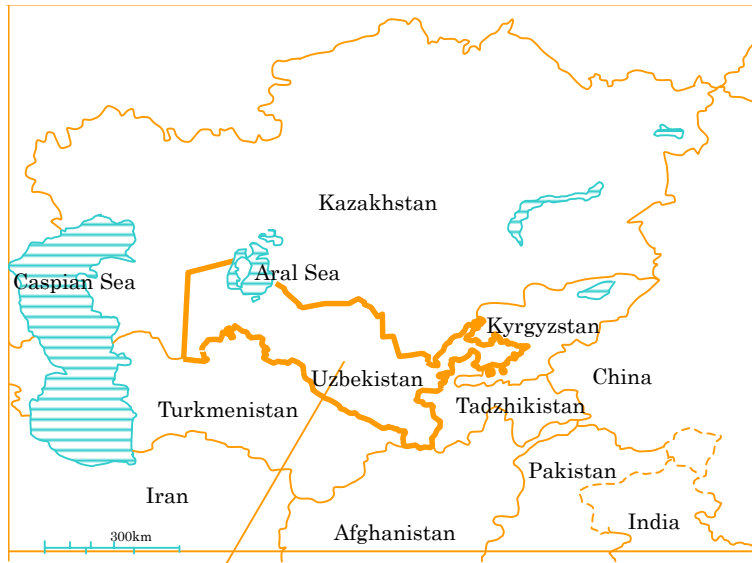 Kazakhstan
Aral Sea
Caspian Sea
Kyrgyzstan
Uzbekistan
China
Turkmenistan
Tadzhikistan
Pakistan
Iran
India
Afghanistan
300km